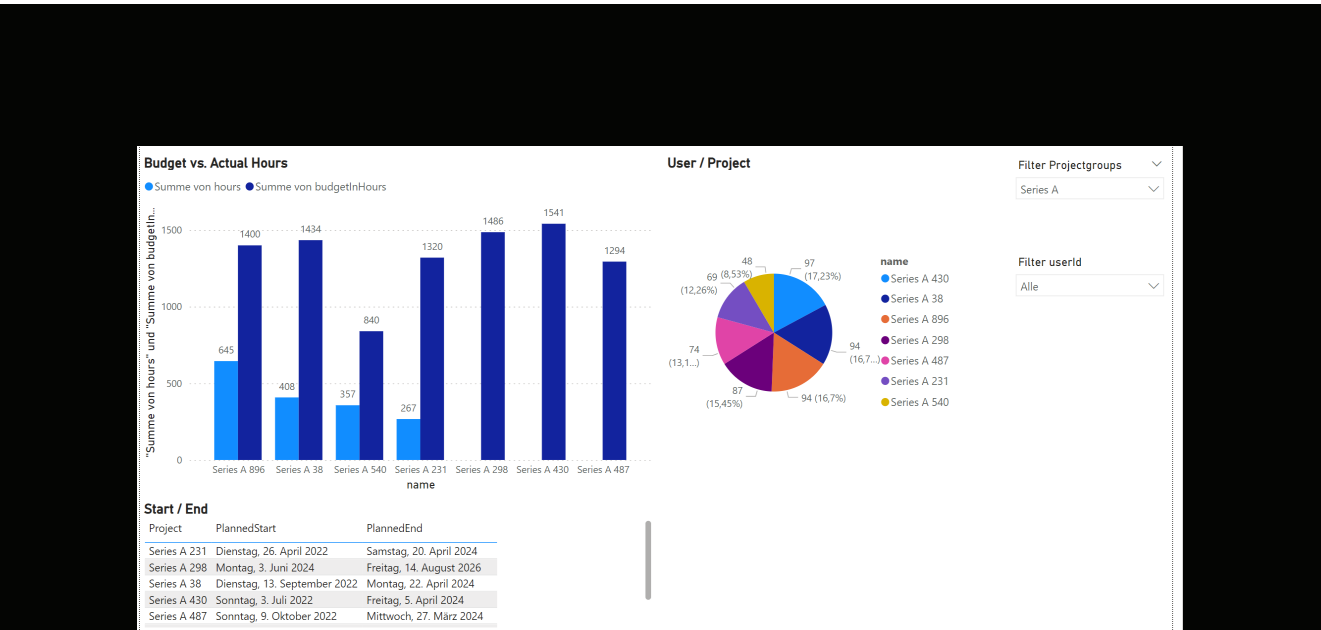 Budget vs. Actual Hours
Summe von hours Summe von budgetInHours
"Summe von hours" und "Summe von budgetIn...
1500
1000
500
0
645
1400
408
1434
357
840
267
1320
1486
1541
1294
Series A 896 Series A 38 Series A 540 Series A 231 Series A 298 Series A 430 Series A 487
name
User / Project
97
(17,23%)
94
(16,7...)
94 (16,7%)
87
(15,45%)
74
(13,1...)
69
(12,26%)
48
(8,53%)
name
Series A 430
Series A 38
Series A 896
Series A 298
Series A 487
Series A 231
Series A 540
Filter Projectgroups
Series A
Filter userId
Alle
Start / End
Project PlannedStart PlannedEnd
Series A 231 Dienstag, 26. April 2022 Samstag, 20. April 2024
Series A 298 Montag, 3. Juni 2024 Freitag, 14. August 2026
Series A 38 Dienstag, 13. September 2022 Montag, 22. April 2024
Series A 430 Sonntag, 3. Juli 2022 Freitag, 5. April 2024
Series A 487 Sonntag, 9. Oktober 2022 Mittwoch, 27. März 2024